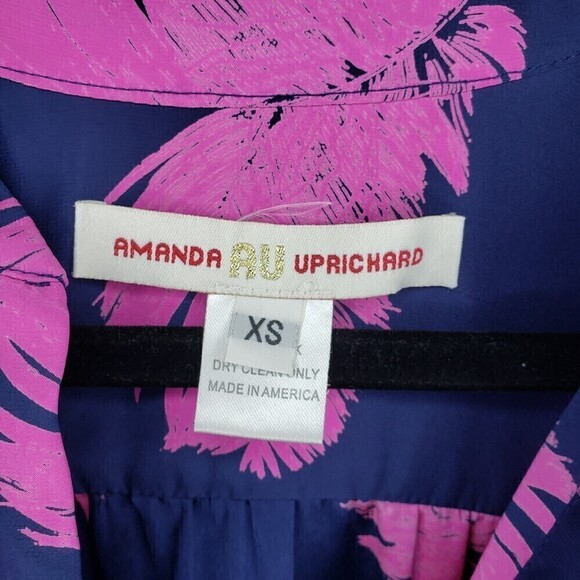 AMANDA AU UPRICHARD
XS
DRY CLEAN ONLY
MADE IN AMERICA